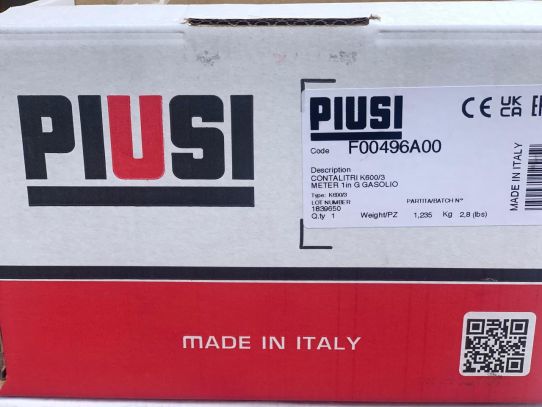 PIUSI
PIUSI
CE UK CA
Code F00496A00
Description
CONTALITRI K600/3
METER 1in G GASOLIO
Type: K600/3
LOT NUMBER PARTITA/BATCH N°
1839650
Q.ty 1 Weight/PZ 1,235 Kg 2,8 (lbs)
MADE IN ITALY
MADE IN ITALY